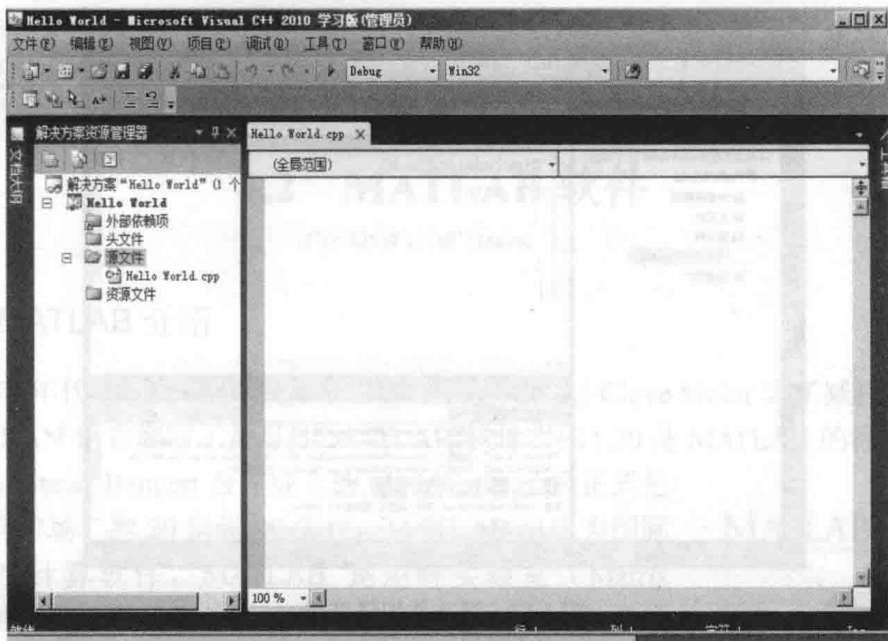 Hello World - Microsoft Visual C++ 2010 学习版(管理员)
文件(F) 编辑(E) 视图(V) 项目(P) 调试(D) 工具(T) 窗口(W) 帮助(H)
Debug Win32
解决方案资源管理器
Hello World.cpp
(全局范围)
解决方案“Hello World”(1 个
Hello World
外部依赖项
头文件
源文件
Hello World.cpp
资源文件
100 %